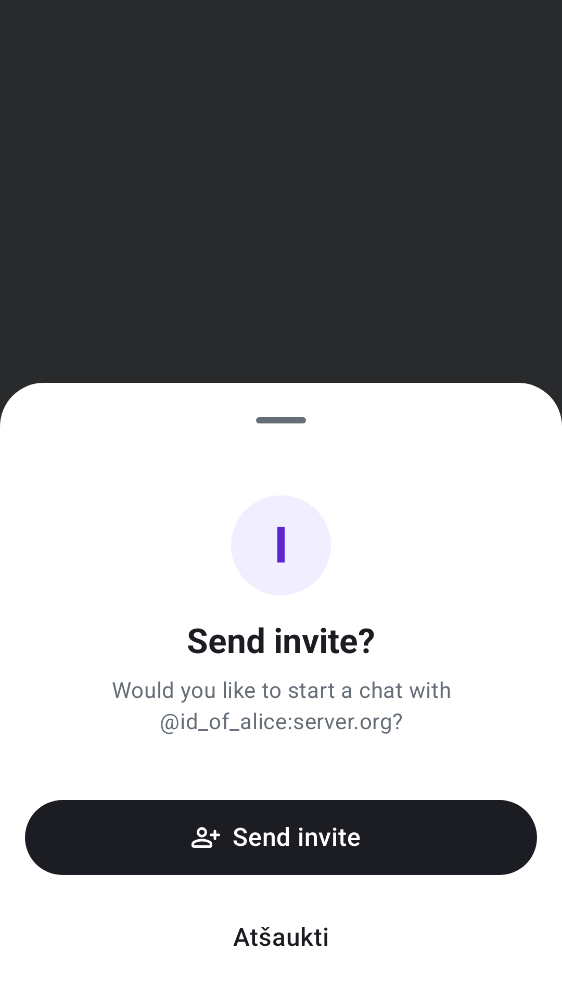 I
Send invite?
Would you like to start a chat with
@id_of_alice:server.org?
Send invite
Atšaukti